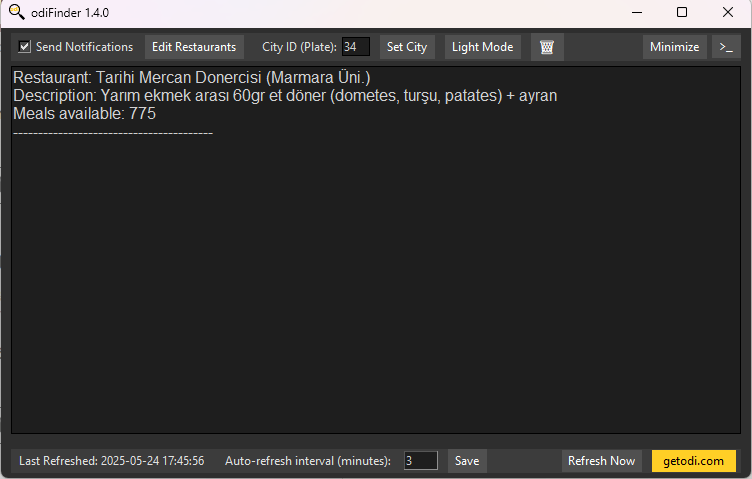 odiFinder 1.4.0
Send Notifications Edit Restaurants City ID (Plate): 34 Set City Light Mode Minimize >_
Restaurant: Tarihi Mercan Donercisi (Marmara Üni.)
Description: Yarım ekmek arası 60gr et döner (dometes, turşu, patates) + ayran
Meals available: 775
----------------------------------------
Last Refreshed: 2025-05-24 17:45:56 Auto-refresh interval (minutes): 3 Save Refresh Now getodi.com